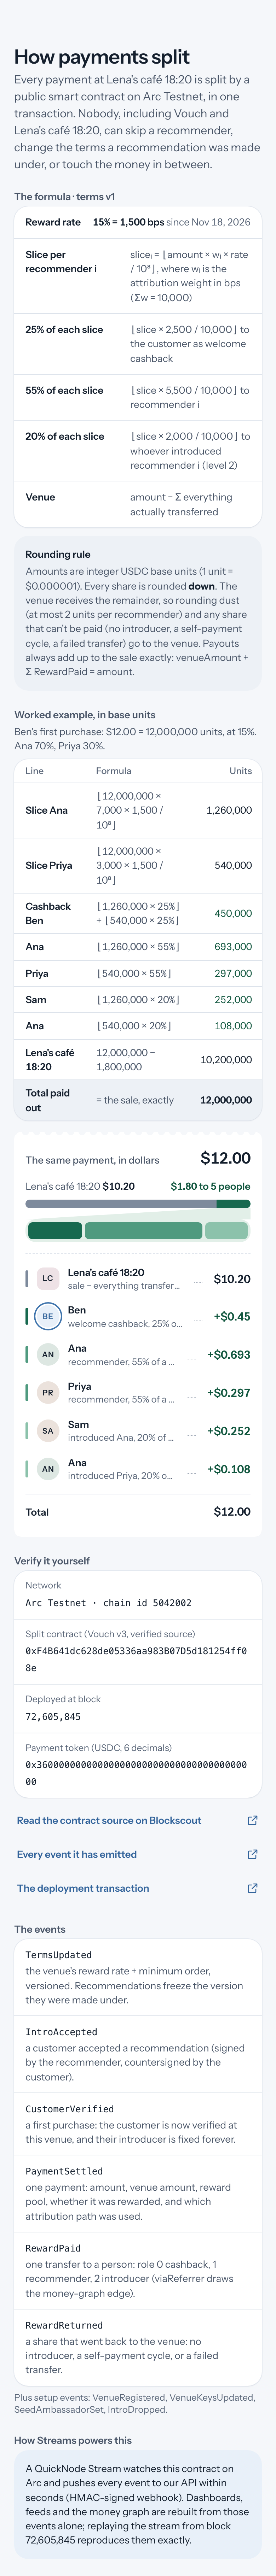 How payments split
Every payment at Lena's café 18:20 is split by a
public smart contract on Arc Testnet, in one
transaction. Nobody, including Vouch and
Lena's café 18:20, can skip a recommender,
change the terms a recommendation was made
under, or touch the money in between.
The formula · terms v1
Reward rate 15% = 1,500 bps since Nov 18, 2026
Slice per
recommender i
sliceᵢ = ⌊amount × wᵢ × rate
/ 10⁸⌋, where wᵢ is the
attribution weight in bps
(Σw = 10,000)
25% of each slice
⌊slice × 2,500 / 10,000⌋ to
the customer as welcome
cashback
55% of each slice
⌊slice × 5,500 / 10,000⌋ to
recommender i
20% of each slice
⌊slice × 2,000 / 10,000⌋ to
whoever introduced
recommender i (level 2)
Venue
amount − Σ everything
actually transferred
Rounding rule
Amounts are integer USDC base units (1 unit =
$0.000001). Every share is rounded down. The
venue receives the remainder, so rounding dust
(at most 2 units per recommender) and any share
that can't be paid (no introducer, a self-payment
cycle, a failed transfer) go to the venue. Payouts
always add up to the sale exactly: venueAmount +
Σ RewardPaid = amount.
Worked example, in base units
Ben's first purchase: $12.00 = 12,000,000 units, at 15%.
Ana 70%, Priya 30%.
Line Formula Units
Slice Ana
⌊12,000,000 ×
7,000 × 1,500 /
10⁸⌋
1,260,000
Slice Priya
⌊12,000,000 ×
3,000 × 1,500 /
10⁸⌋
540,000
Cashback
Ben
⌊1,260,000 × 25%⌋
+ ⌊540,000 × 25%⌋
450,000
Ana ⌊1,260,000 × 55%⌋ 693,000
Priya ⌊540,000 × 55%⌋ 297,000
Sam ⌊1,260,000 × 20%⌋ 252,000
Ana ⌊540,000 × 20%⌋ 108,000
Lena's café
18:20
12,000,000 −
1,800,000
10,200,000
Total paid
out
= the sale, exactly
12,000,000
The same payment, in dollars $12.00
Lena's café 18:20 $10.20 $1.80 to 5 people
LC Lena's café 18:20
sale − everything transfer… $10.20
BE Ben
welcome cashback, 25% o… +$0.45
AN Ana
recommender, 55% of a … +$0.693
PR Priya
recommender, 55% of a … +$0.297
SA Sam
introduced Ana, 20% of … +$0.252
AN Ana
introduced Priya, 20% o… +$0.108
Total $12.00
Verify it yourself
Network
Arc Testnet · chain id 5042002
Split contract (Vouch v3, verified source)
0xF4B641dc628de05336aa983B07D5d181254ff0
8e
Deployed at block
72,605,845
Payment token (USDC, 6 decimals)
0x36000000000000000000000000000000000000
00
Read the contract source on Blockscout
Every event it has emitted
The deployment transaction
The events
TermsUpdated
the venue's reward rate + minimum order,
versioned. Recommendations freeze the version
they were made under.
IntroAccepted
a customer accepted a recommendation (signed
by the recommender, countersigned by the
customer).
CustomerVerified
a first purchase: the customer is now verified at
this venue, and their introducer is fixed forever.
PaymentSettled
one payment: amount, venue amount, reward
pool, whether it was rewarded, and which
attribution path was used.
RewardPaid
one transfer to a person: role 0 cashback, 1
recommender, 2 introducer (viaReferrer draws
the money-graph edge).
RewardReturned
a share that went back to the venue: no
introducer, a self-payment cycle, or a failed
transfer.
Plus setup events: VenueRegistered, VenueKeysUpdated,
SeedAmbassadorSet, IntroDropped.
How Streams powers this
A QuickNode Stream watches this contract on
Arc and pushes every event to our API within
seconds (HMAC-signed webhook). Dashboards,
feeds and the money graph are rebuilt from those
events alone; replaying the stream from block
72,605,845 reproduces them exactly.